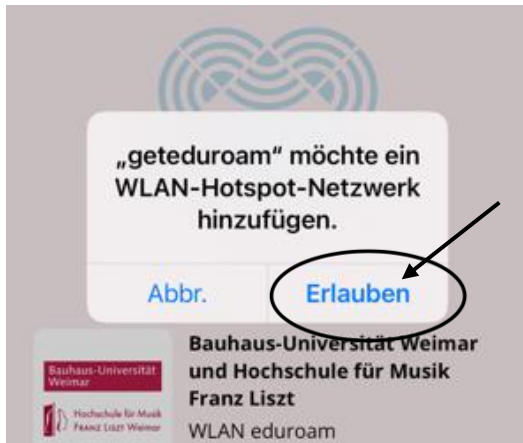 „geteduroam“ möchte ein
WLAN-Hotspot-Netzwerk
hinzufügen.
Abbr.
Erlauben
Bauhaus-Universität
Weimar
Hochschule für Musik
Franz Liszt Weimar
Bauhaus-Universität Weimar
und Hochschule für Musik
Franz Liszt
WLAN eduroam